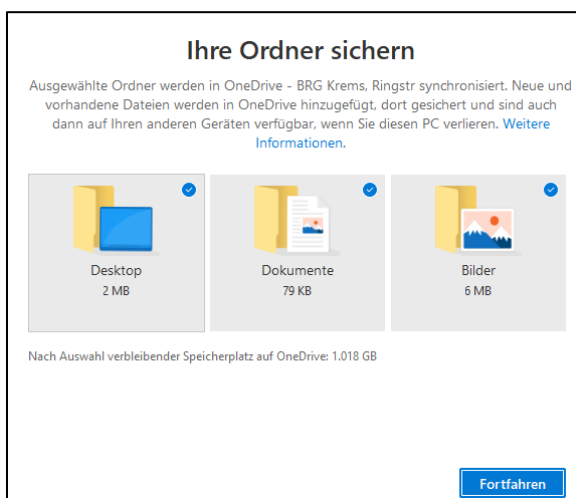 Ihre Ordner sichern
Ausgewählte Ordner werden in OneDrive - BRG Krems, Ringstr synchronisiert. Neue und
vorhandene Dateien werden in OneDrive hinzugefügt, dort gesichert und sind auch
dann auf Ihren anderen Geräten verfügbar, wenn Sie diesen PC verlieren. Weitere
Informationen.
Desktop
2 MB
Dokumente
79 KB
Bilder
6 MB
Nach Auswahl verbleibender Speicherplatz auf OneDrive: 1.018 GB
Fortfahren